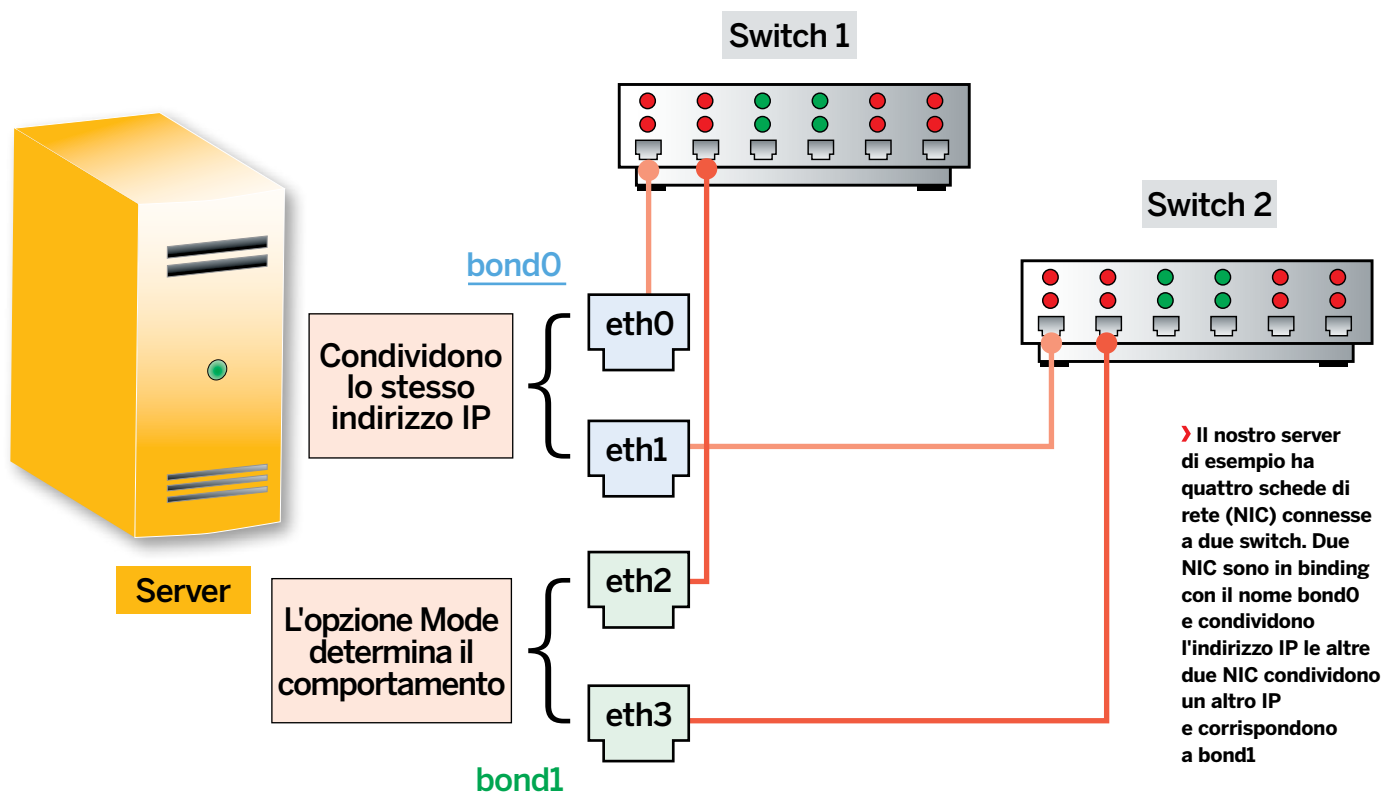 Switch 1
Switch 2
bond0
eth0
Condividono
lo stesso
indirizzo IP
eth1
Server
eth2
L'opzione Mode
determina il
comportamento
eth3
bond1
❯ Il nostro server
di esempio ha
quattro schede di
rete (NIC) connesse
a due switch. Due
NIC sono in binding
con il nome bond0
e condividono
l'indirizzo IP le altre
due NIC condividono
un altro IP
e corrispondono
a bond1